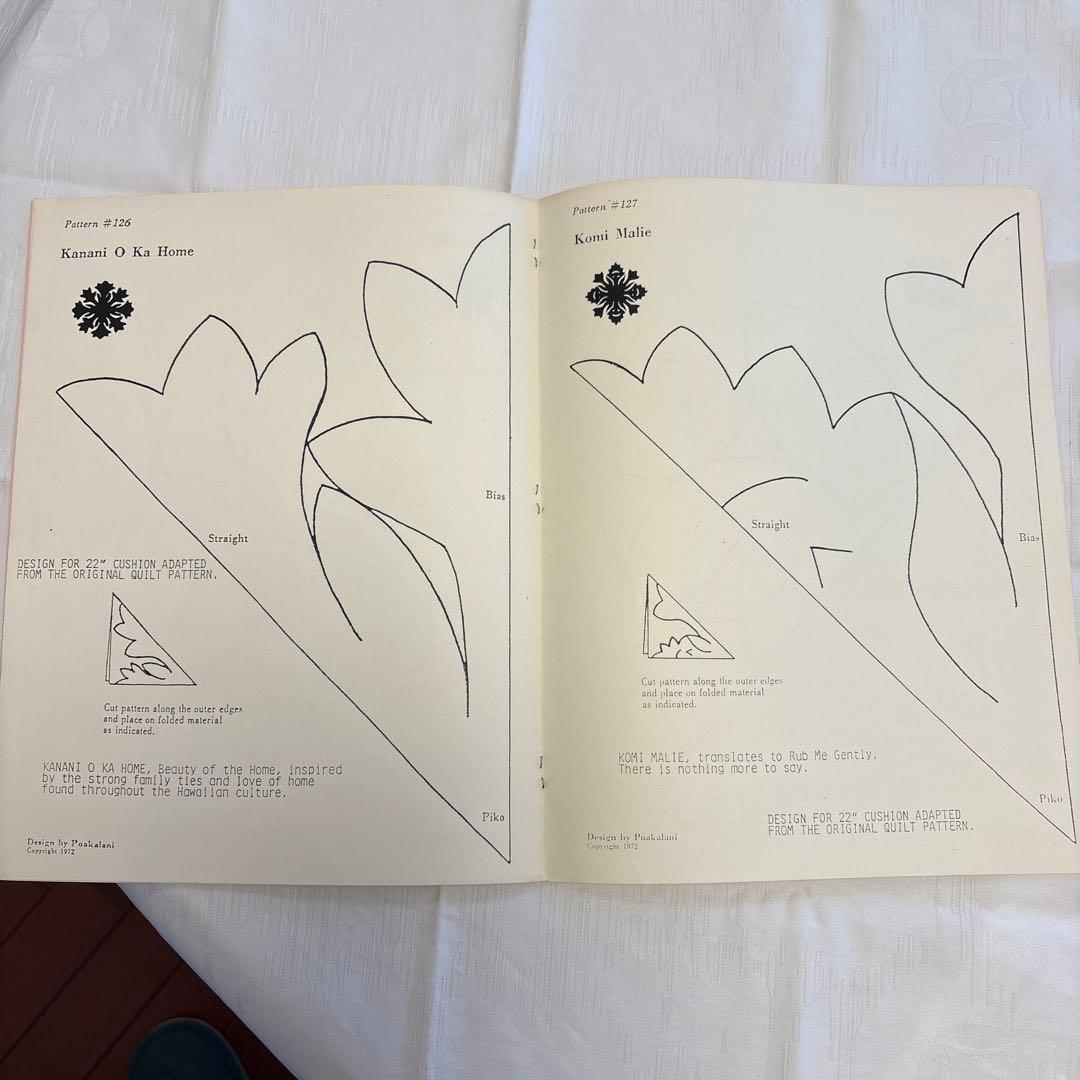 Pattern #126
Kanani O Ka Home
Bias
Straight
DESIGN FOR 22" CUSHION ADAPTED
FROM THE ORIGINAL QUILT PATTERN.
Cut pattern along the outer edges
and place on folded material
as indicated.
KANANI O KA HOME, Beauty of the Home, inspired
by the strong family ties and love of home
found throughout the Hawaiian culture.
Piko
Design by Poakalani
Copyright 1972
Pattern #127
Komi Malie
Straight
Bias
Cut pattern along the outer edges
and place on folded material
as indicated.
KOMI MALIE, translates to Rub Me Gently.
There is nothing more to say.
Piko
DESIGN FOR 22" CUSHION ADAPTED
FROM THE ORIGINAL QUILT PATTERN.
Design by Poakalani
Copyright 1972